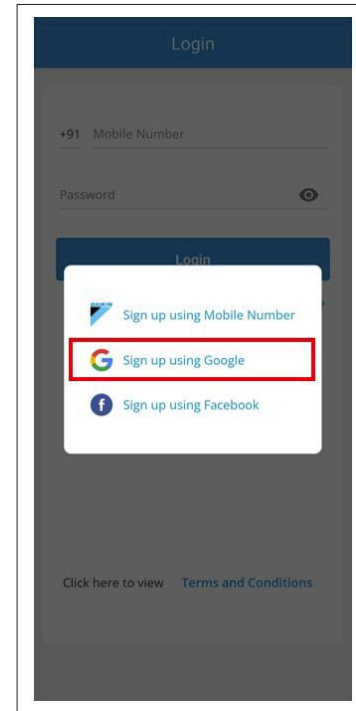 Login
+91 Mobile Number
Password
Login
Sign up using Mobile Number
Sign up using Google
Sign up using Facebook
Click here to view Terms and Conditions